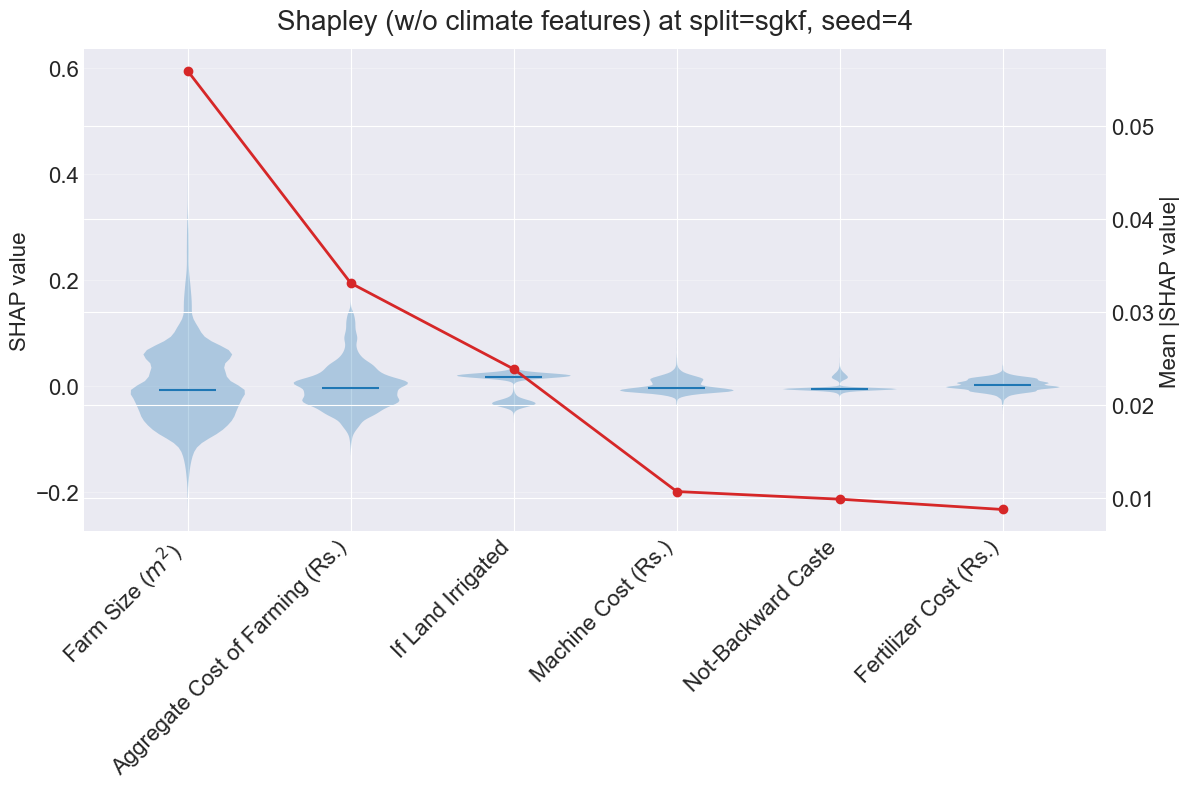 Shapley (w/o climate features) at split=sgkf, seed=4
SHAP value
0.6
0.4
0.2
0.0
−0.2
0.05
0.04
0.03
0.02
0.01
Mean |SHAP value|
Farm Size (m²)
Aggregate Cost of Farming (Rs.)
If Land Irrigated
Machine Cost (Rs.)
Not-Backward Caste
Fertilizer Cost (Rs.)